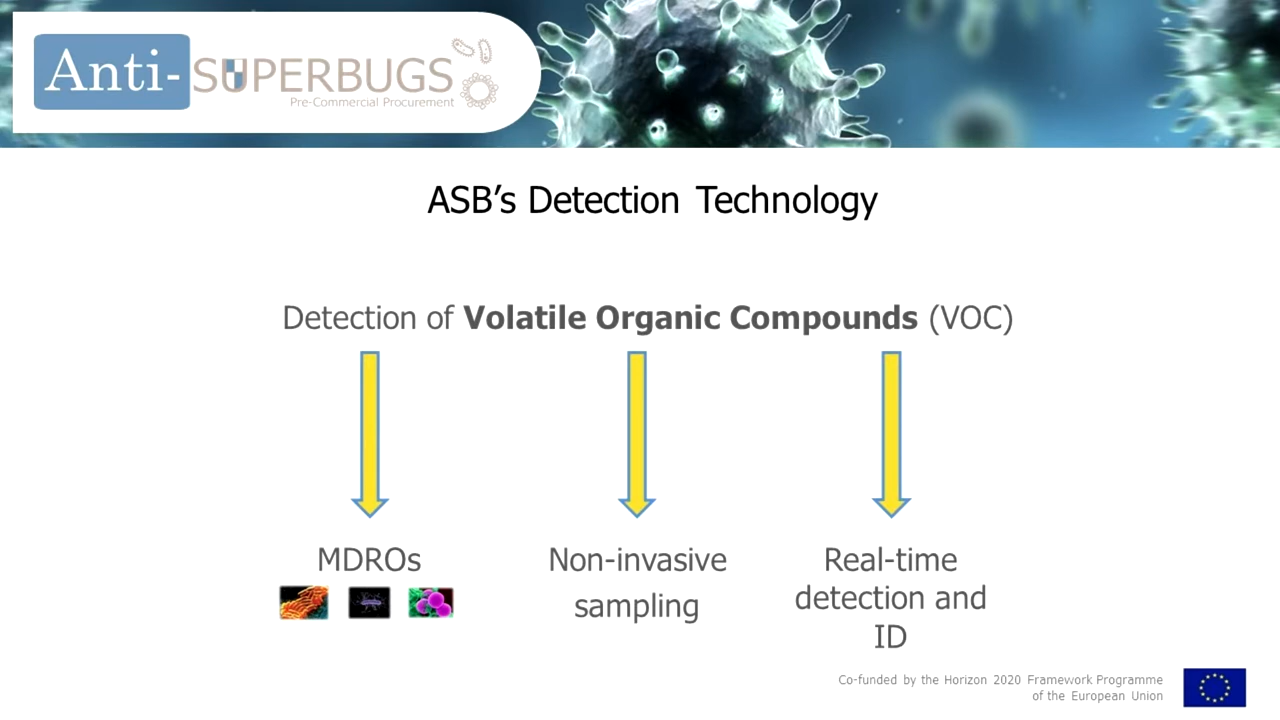 Anti-SUPERBUGS
Pre-Commercial Procurement
ASB’s Detection Technology
Detection of Volatile Organic Compounds (VOC)
MDROs
Non-invasive
sampling
Real-time
detection and
ID
Co-funded by the Horizon 2020 Framework Programme
of the European Union